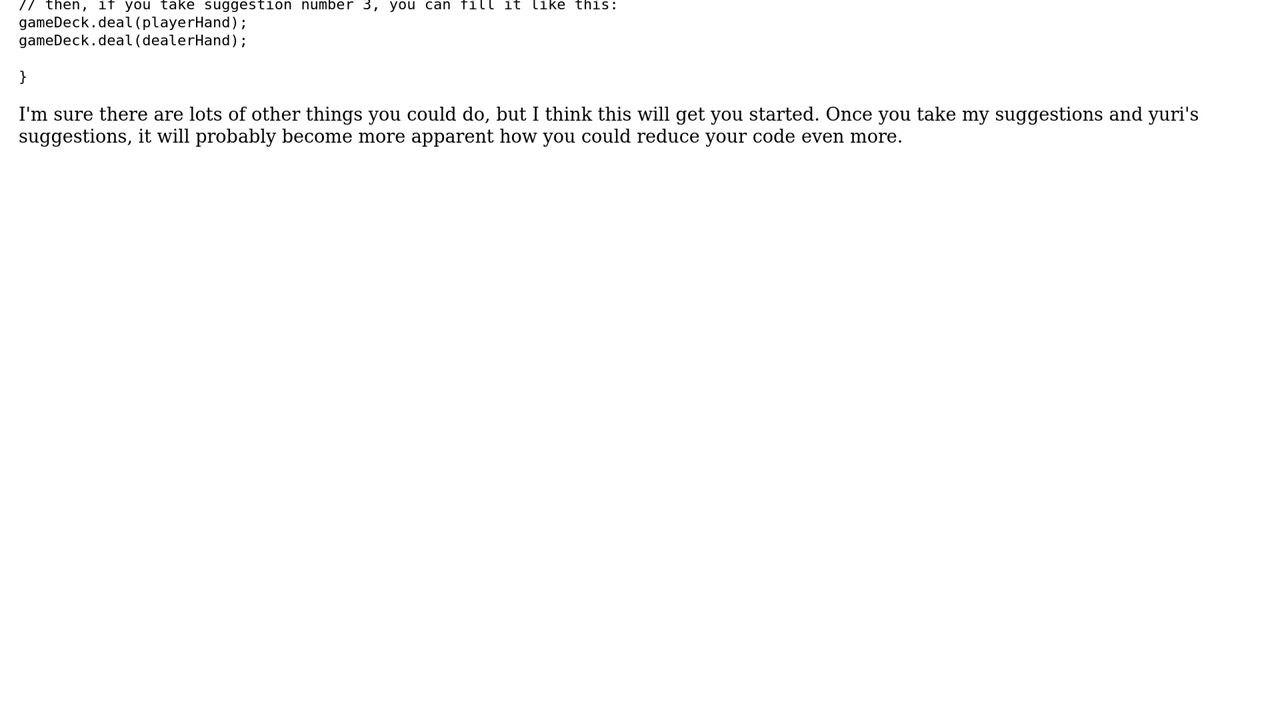 // then, if you take suggestion number 3, you can fill it like this:
gameDeck.deal(playerHand);
gameDeck.deal(dealerHand);
}
I'm sure there are lots of other things you could do, but I think this will get you started. Once you take my suggestions and yuri's
suggestions, it will probably become more apparent how you could reduce your code even more.